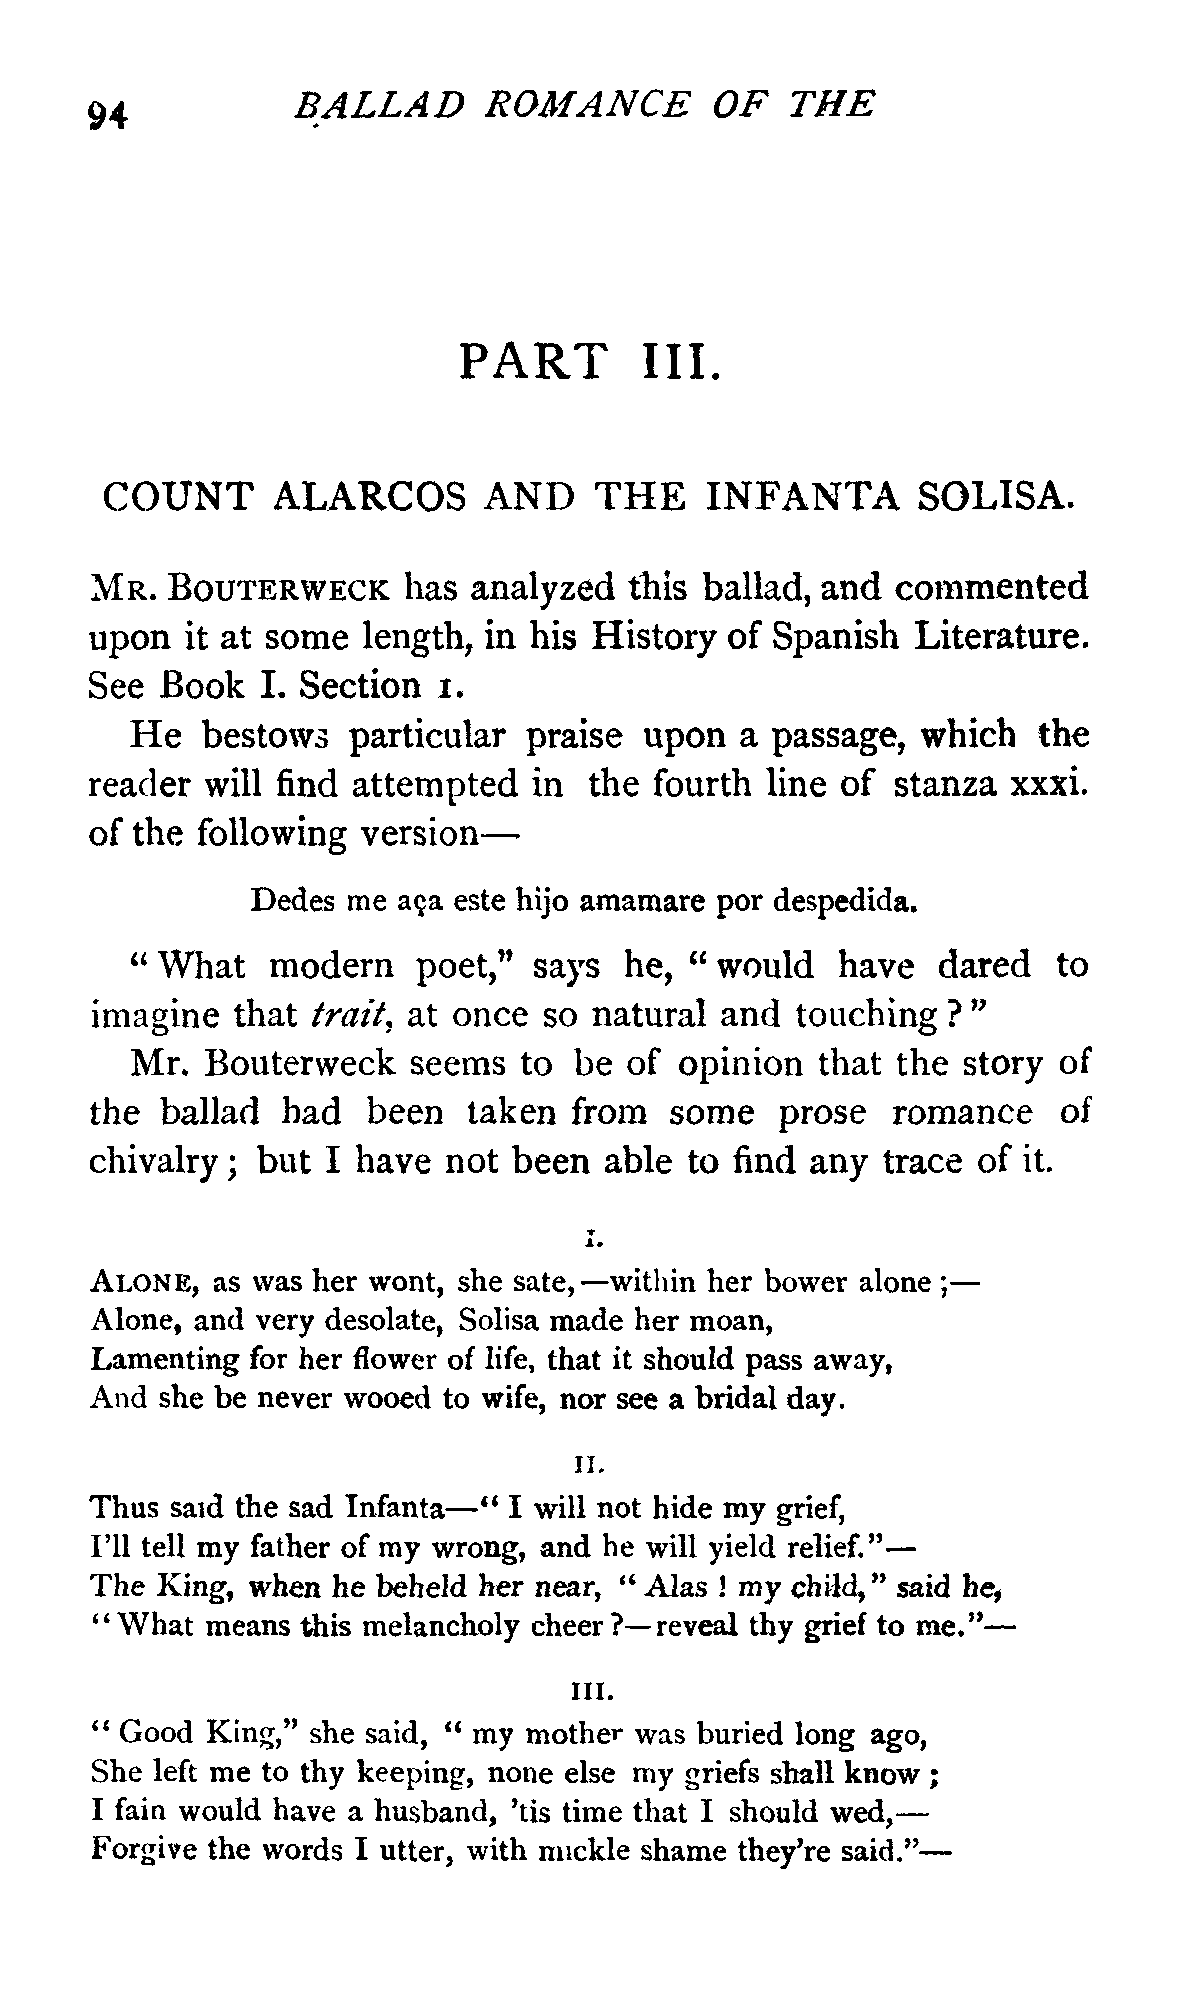 94 BALLAD ROMANCE OF THE
PART III.
COUNT ALARCOS AND THE INFANTA SOLISA.
MR. BOUTERWECK has analyzed this ballad, and commented
upon it at some length, in his History of Spanish Literature.
See Book I. Section 1.
He bestows particular praise upon a passage, which the
reader will find attempted in the fourth line of stanza xxxi.
of the following version—
Dedes me aça este hijo amamare por despedida.
“What modern poet,” says he, “would have dared to
imagine that trait, at once so natural and touching?”
Mr. Bouterweck seems to be of opinion that the story of
the ballad had been taken from some prose romance of
chivalry; but I have not been able to find any trace of it.
I.
ALONE, as was her wont, she sate,—within her bower alone;—
Alone, and very desolate, Solisa made her moan,
Lamenting for her flower of life, that it should pass away,
And she be never wooed to wife, nor see a bridal day.
II.
Thus said the sad Infanta—“I will not hide my grief,
I'll tell my father of my wrong, and he will yield relief.”—
The King, when he beheld her near, “Alas! my child,” said he,
“What means this melancholy cheer?—reveal thy grief to me.”—
III.
“Good King,” she said, “my mother was buried long ago,
She left me to thy keeping, none else my griefs shall know;
I fain would have a husband, 'tis time that I should wed,—
Forgive the words I utter, with mickle shame they're said.”—